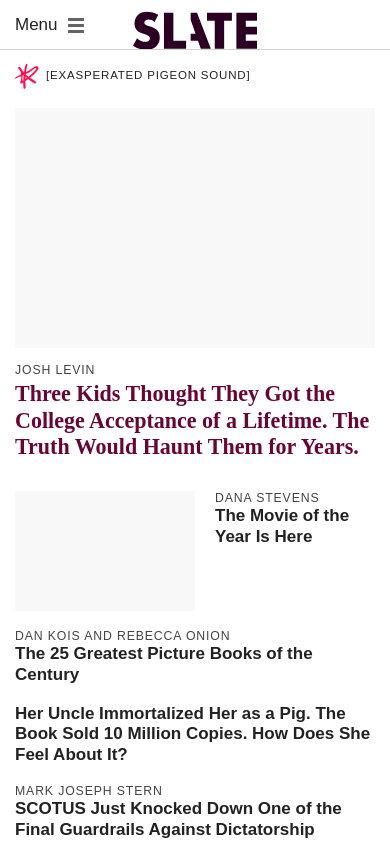 Menu
SLATE
[EXASPERATED PIGEON SOUND]
JOSH LEVIN
Three Kids Thought They Got the
College Acceptance of a Lifetime. The
Truth Would Haunt Them for Years.
DANA STEVENS
The Movie of the
Year Is Here
DAN KOIS AND REBECCA ONION
The 25 Greatest Picture Books of the
Century
Her Uncle Immortalized Her as a Pig. The
Book Sold 10 Million Copies. How Does She
Feel About It?
MARK JOSEPH STERN
SCOTUS Just Knocked Down One of the
Final Guardrails Against Dictatorship